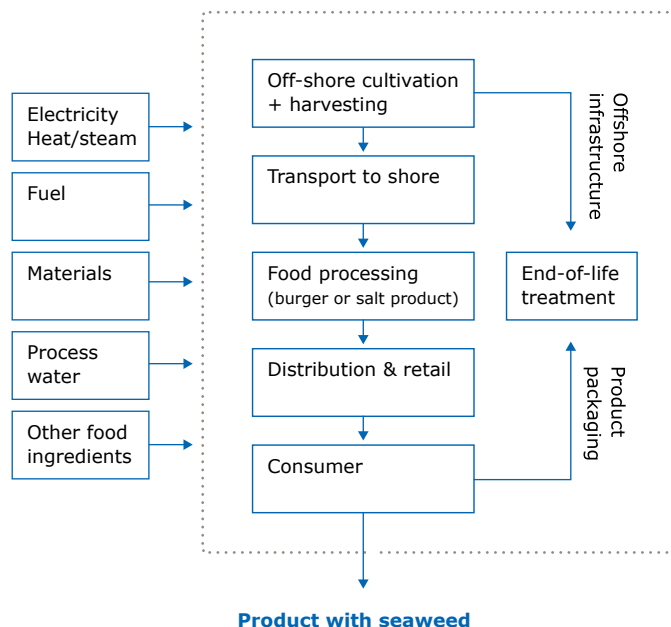 Electricity
Heat/steam
Fuel
Materials
Process
water
Other food
ingredients
Off-shore cultivation
+ harvesting
Transport to shore
Food processing
(burger or salt product)
Distribution & retail
Consumer
Offshore
infrastructure
End-of-life
treatment
Product
packaging
Product with seaweed